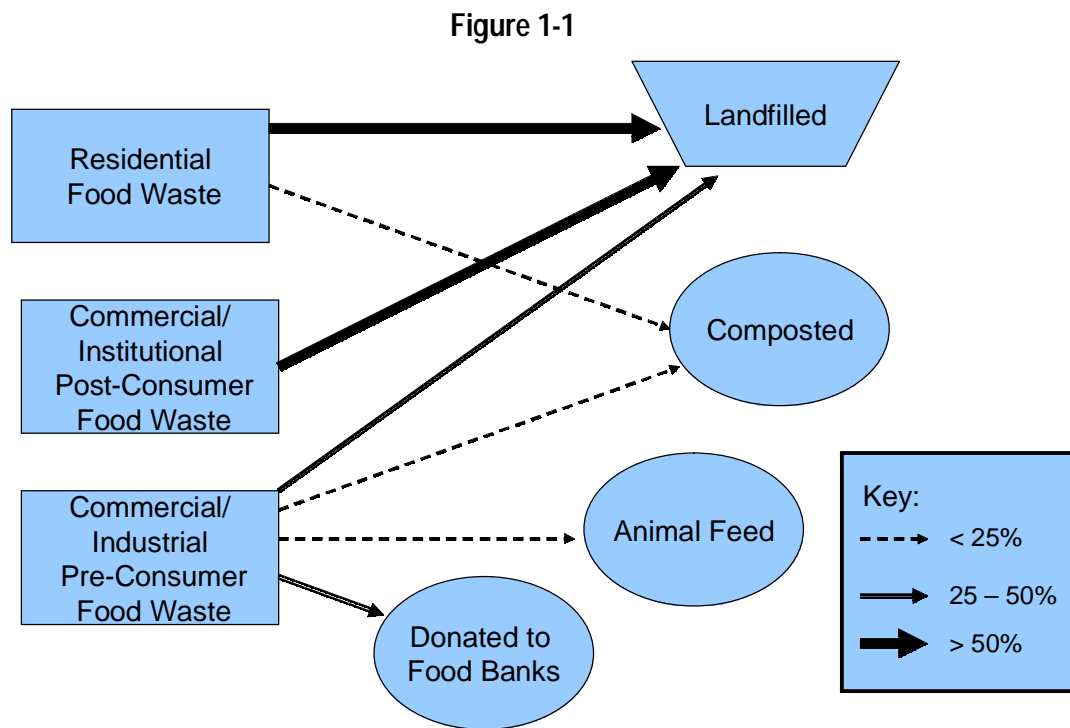 Figure 1-1
Landfilled
Residential
Food Waste
Commercial/
Institutional
Post-Consumer
Food Waste
Composted
Commercial/
Industrial
Pre-Consumer
Food Waste
Animal Feed
Donated to
Food Banks
Key:
< 25%
25 – 50%
> 50%